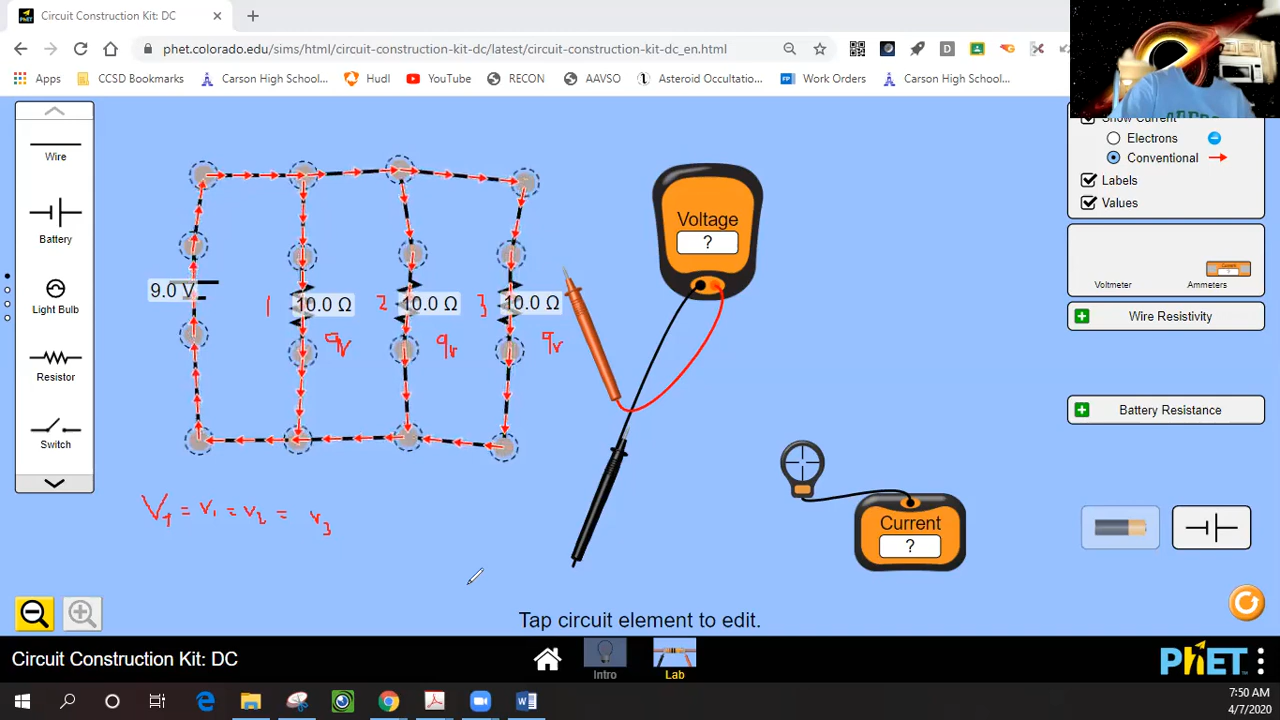 Circuit Construction Kit: DC
phet.colorado.edu/sims/html/circuit-construction-kit-dc/latest/circuit-construction-kit-dc_en.html
Apps
CCSD Bookmarks
Carson High School...
Hudl
YouTube
RECON
AAVSO
Asteroid Occultatio...
Work Orders
Carson High School...
Show Current
Electrons
Conventional
Labels
Values
Wire
Battery
Light Bulb
Resistor
Switch
9.0 V
1 10.0 Ω
2 10.0 Ω
3 10.0 Ω
9v 9v 9v
Voltage
?
Voltmeter
Current
?
Ammeters
Wire Resistivity
Battery Resistance
VT = V1 = V2 = V3
Current
?
Tap circuit element to edit.
Circuit Construction Kit: DC
Intro
Lab
PhET
7:50 AM
4/7/2020